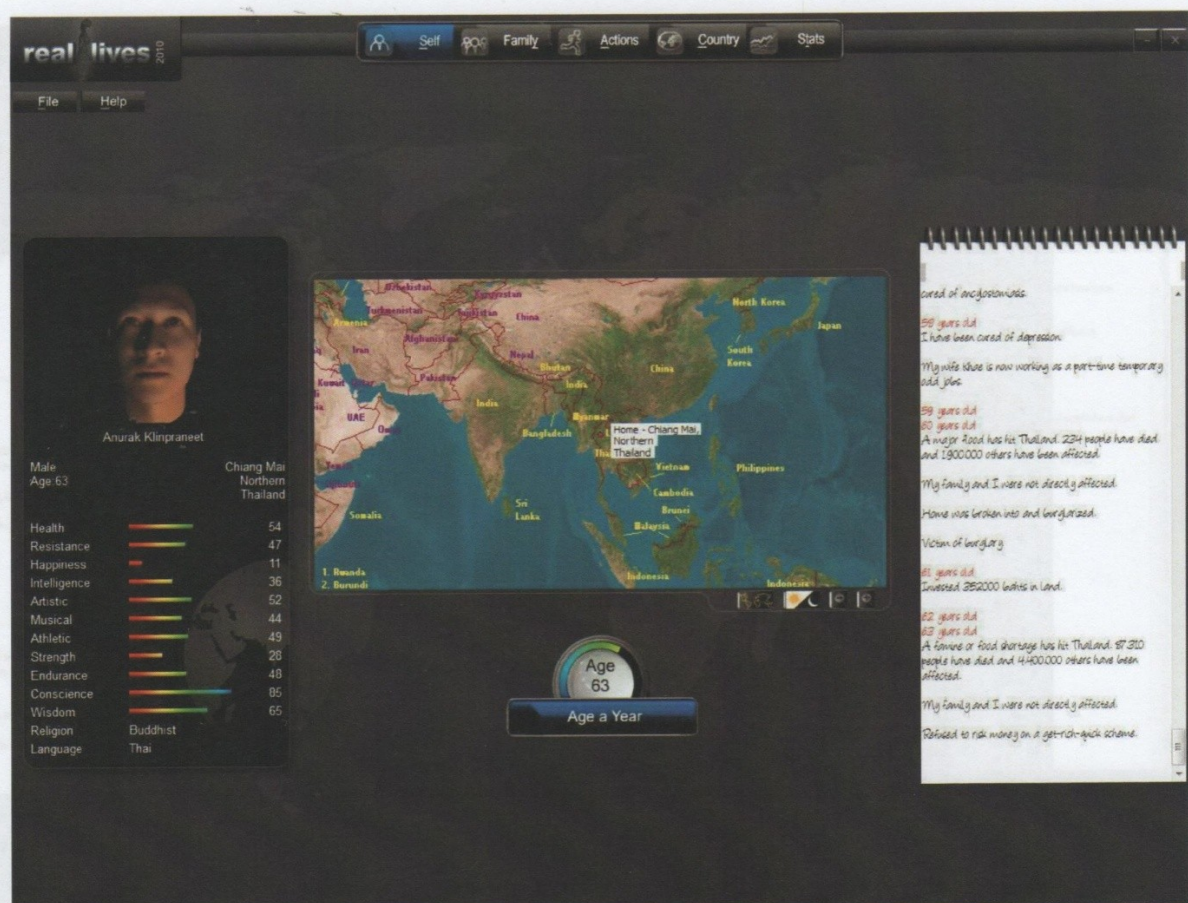 real lives 2010
Self
Family
Actions
Country
Stats
File
Help
Anurak Klinpraneet
Male
Age:63
Chiang Mai
Northern
Thailand
Health 54
Resistance 47
Happiness 11
Intelligence 36
Artistic 52
Musical 44
Athletic 49
Strength 28
Endurance 48
Conscience 85
Wisdom 65
Religion Buddhist
Language Thai
Uzbekistan
Kyrgyzstan
Turkmenistan
Tajikistan
China
Armenia
Afghanistan
Iran
Nepal
Kuwait
Qatar
Pakistan
Bhutan
India
UAE
India
Myanmar
Bangladesh
North Korea
Japan
South
Korea
China
Home - Chiang Mai,
Northern
Thailand
Vietnam
Philippines
Cambodia
Sri
Lanka
Somalia
Brunei
Malaysia
Indonesia
Indonesia
1. Rwanda
2. Burundi
Age
63
Age a Year
cured of ancylostomiasis.
I have been cured of depression.
My wife is now working as a part-time temporary
odd jobs.
59 years old
60 years old
A major flood has hit Thailand. 234 people have died
and 1,900,000 others have been affected.
My family and I were not directly affected.
Home was broken into and burglarized.
Victim of burglary
61 years old
Invested 352000 bahts in land.
62 years old
63 years old
A famine or food shortage has hit Thailand. 87,310
people have died and 4,400,000 others have been
affected.
My family and I were not directly affected.
Refused to risk money on a get-rich-quick scheme.